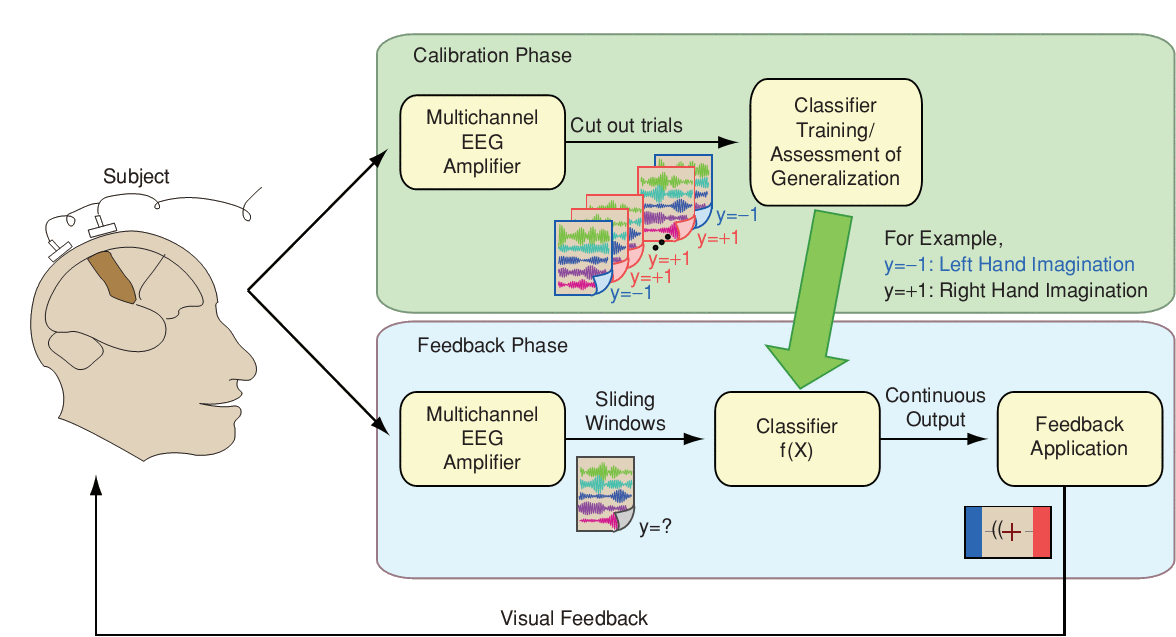 Calibration Phase
Multichannel
EEG
Amplifier
Cut out trials
Classifier
Training/
Assessment of
Generalization
Subject
y=−1
y=+1
y=+1
y=+1
y=−1
For Example,
y=−1: Left Hand Imagination
y=+1: Right Hand Imagination
Feedback Phase
Multichannel
EEG
Amplifier
Sliding
Windows
y=?
Classifier
f(X)
Continuous
Output
Feedback
Application
((+
Visual Feedback